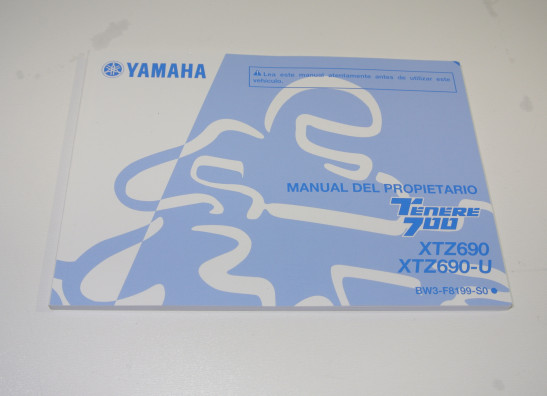 YAMAHA
Lea este manual atentamente antes de utilizar este
vehículo.
MANUAL DEL PROPIETARIO
Ténéré
700
XTZ690
XTZ690-U
BW3-F8199-S0